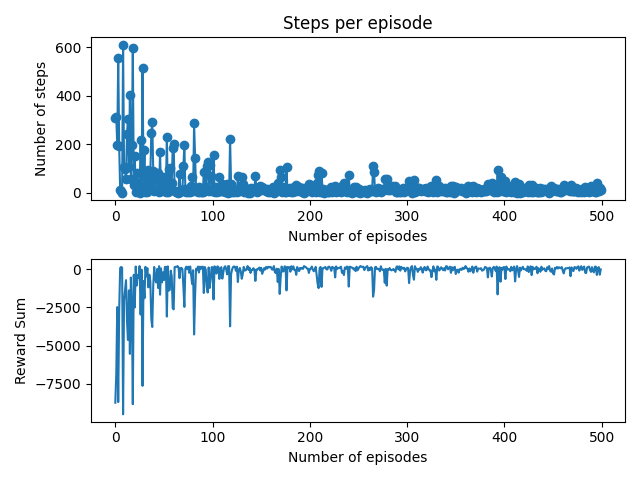 Steps per episode
600
400
200
0
Number of steps
0 100 200 300 400 500
Number of episodes
0
−2500
−5000
−7500
Reward Sum
0 100 200 300 400 500
Number of episodes